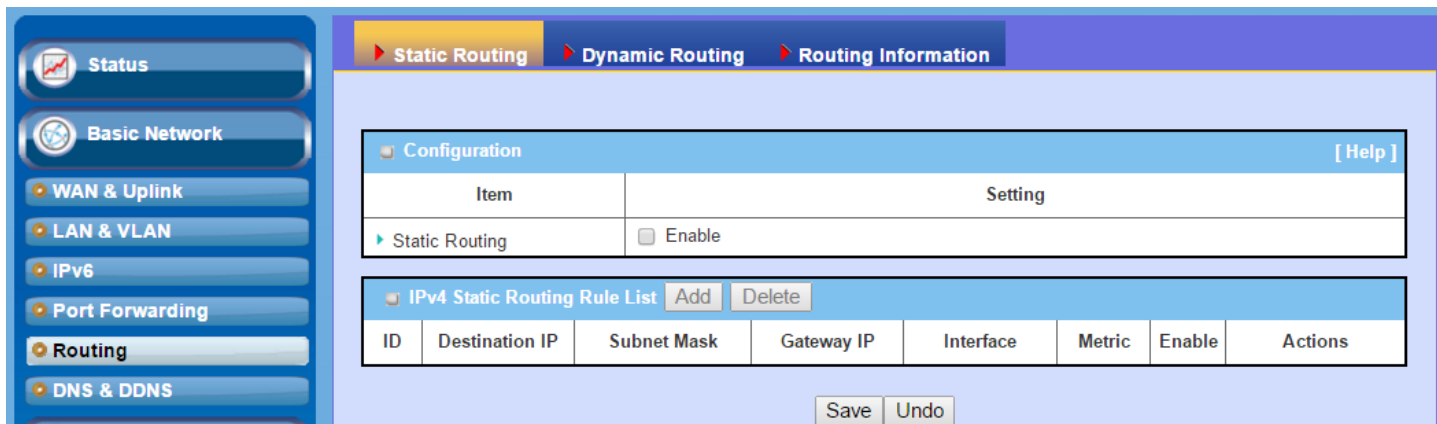 Status
Basic Network
WAN & Uplink
LAN & VLAN
IPv6
Port Forwarding
Routing
DNS & DDNS
Static Routing Dynamic Routing Routing Information
Configuration [ Help ]
Item Setting
Static Routing Enable
IPv4 Static Routing Rule List Add Delete
ID Destination IP Subnet Mask Gateway IP Interface Metric Enable Actions
Save Undo